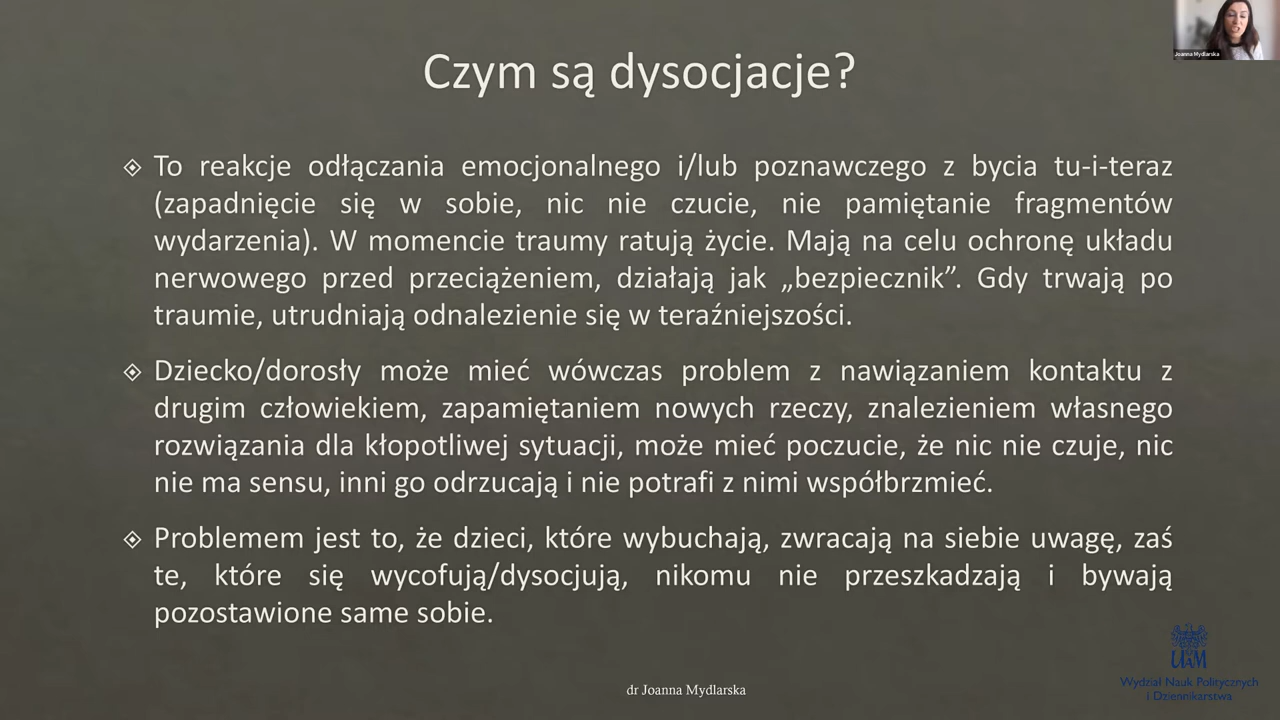 Joanna Mydlarska
Czym są dysocjacje?
To reakcje odłączania emocjonalnego i/lub poznawczego z bycia tu-i-teraz
(zapadnięcie się w sobie, nic nie czucie, nie pamiętanie fragmentów
wydarzenia). W momencie traumy ratują życie. Mają na celu ochronę układu
nerwowego przed przeciążeniem, działają jak „bezpiecznik”. Gdy trwają po
traumie, utrudniają odnalezienie się w teraźniejszości.
Dziecko/dorosły może mieć wówczas problem z nawiązaniem kontaktu z
drugim człowiekiem, zapamiętaniem nowych rzeczy, znalezieniem własnego
rozwiązania dla kłopotliwej sytuacji, może mieć poczucie, że nic nie czuje, nic
nie ma sensu, inni go odrzucają i nie potrafi z nimi współbrzmieć.
Problemem jest to, że dzieci, które wybuchają, zwracają na siebie uwagę, zaś
te, które się wycofują/dysocjują, nikomu nie przeszkadzają i bywają
pozostawione same sobie.
UAM
Wydział Nauk Politycznych
i Dziennikarstwa
dr Joanna Mydlarska